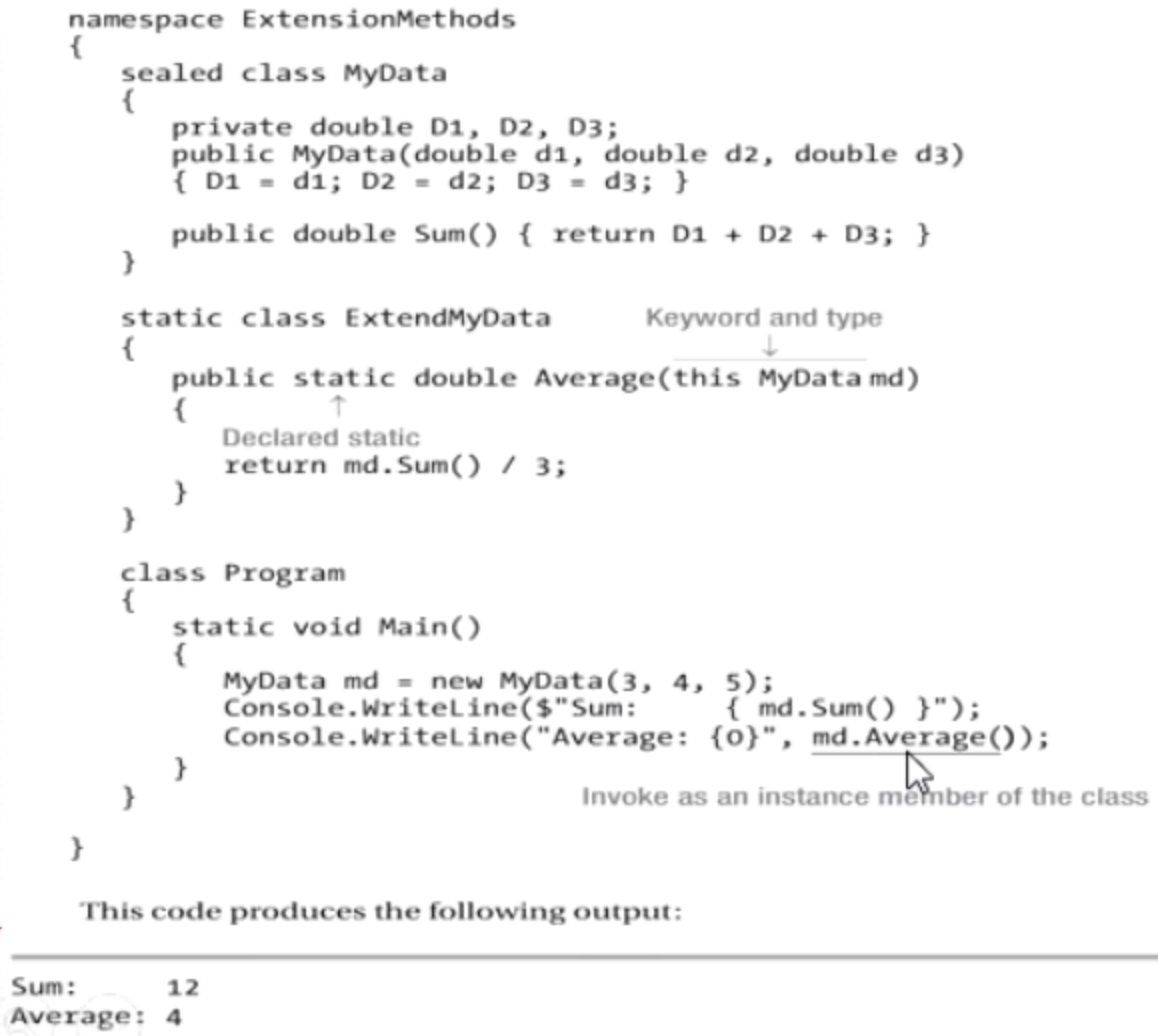 namespace ExtensionMethods
{
sealed class MyData
{
private double D1, D2, D3;
public MyData(double d1, double d2, double d3)
{ D1 = d1; D2 = d2; D3 = d3; }
public double Sum() { return D1 + D2 + D3; }
}
static class ExtendMyData
Keyword and type
{
public static double Average(this MyData md)
{
Declared static
return md.Sum() / 3;
}
}
class Program
{
static void Main()
{
MyData md = new MyData(3, 4, 5);
Console.WriteLine($"Sum: { md.Sum() }");
Console.WriteLine("Average: {0}", md.Average());
}
}
Invoke as an instance member of the class
}
This code produces the following output:
Sum: 12
Average: 4